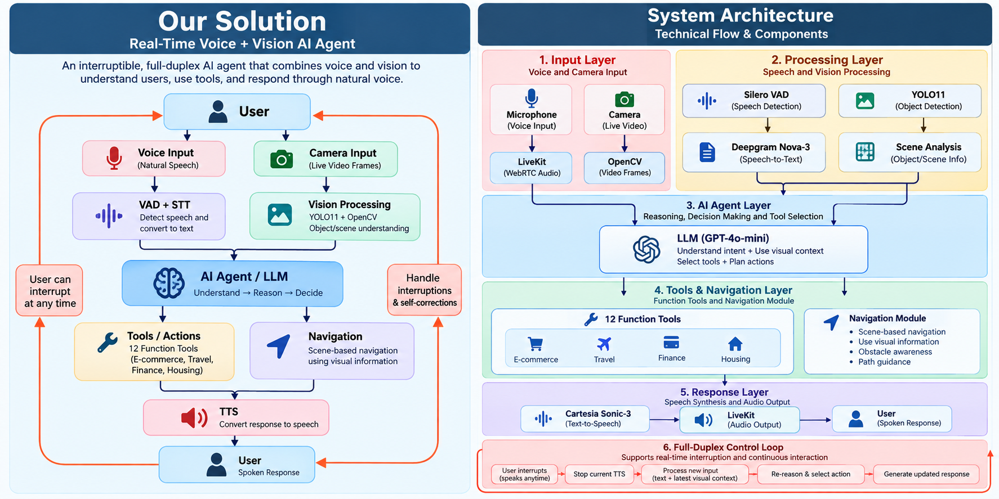 Our Solution
Real-Time Voice + Vision AI Agent
An interruptible, full-duplex AI agent that combines voice and vision to
understand users, use tools, and respond through natural voice.
User
Voice Input
(Natural Speech)
Camera Input
(Live Video Frames)
VAD + STT
Detect speech and
convert to text
Vision Processing
YOLO11 + OpenCV
Object/scene understanding
AI Agent / LLM
Understand → Reason → Decide
User can
interrupt
at any time
Handle
interruptions
& self-corrections
Tools / Actions
12 Function Tools
(E-commerce, Travel,
Finance, Housing)
Navigation
Scene-based navigation
using visual information
TTS
Convert response to speech
User
Spoken Response
System Architecture
Technical Flow & Components
1. Input Layer
Voice and Camera Input
Microphone
(Voice Input)
Camera
(Live Video)
LiveKit
(WebRTC Audio)
OpenCV
(Video Frames)
2. Processing Layer
Speech and Vision Processing
Silero VAD
(Speech Detection)
YOLO11
(Object Detection)
Deepgram Nova-3
(Speech-to-Text)
Scene Analysis
(Object/Scene Info)
3. AI Agent Layer
Reasoning, Decision Making and Tool Selection
LLM (GPT-4o-mini)
Understand intent + Use visual context
Select tools + Plan actions
4. Tools & Navigation Layer
Function Tools and Navigation Module
12 Function Tools
E-commerce
Travel
Finance
Housing
Navigation Module
• Scene-based navigation
• Use visual information
• Obstacle awareness
• Path guidance
5. Response Layer
Speech Synthesis and Audio Output
Cartesia Sonic-3
(Text-to-Speech)
LiveKit
(Audio Output)
User
(Spoken Response)
6. Full-Duplex Control Loop
Supports real-time interruption and continuous interaction
User interrupts
(speaks anytime)
Stop current TTS
Process new input
(text + latest visual context)
Re-reason & select action
Generate updated response